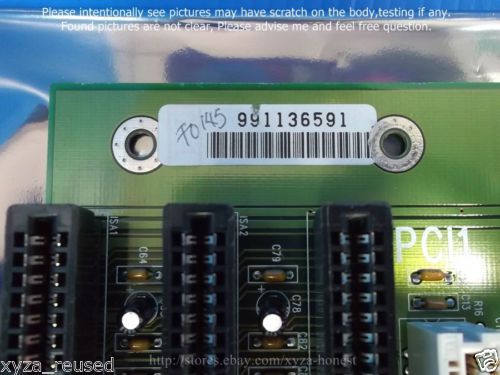 Please intentionally see pictures may have scratch on the body,testing if any.
Found pictures are not clear, Please advise me and feel free question.
991136591
F0145
ISA1
ISA2
PCI1
C64
C79
C78
C82
R16
http://stores.ebay.com/xyza-honest
xyza_reused
xyza_reused